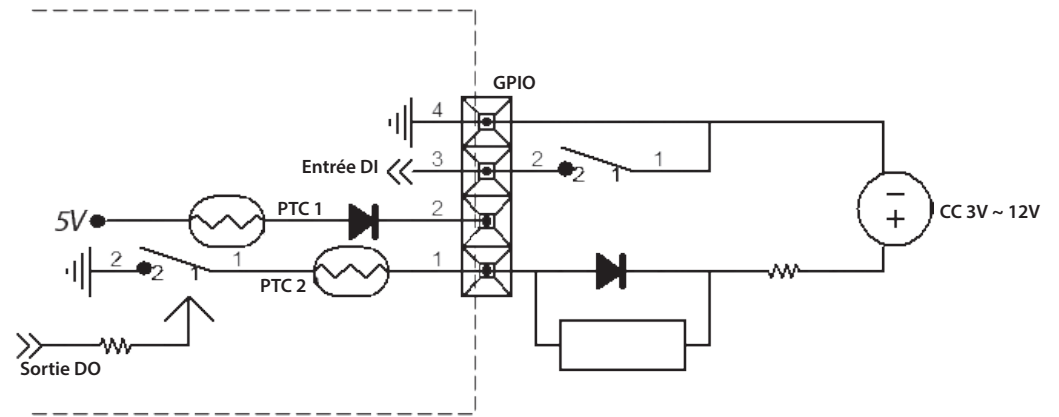 GPIO
4
Entrée DI
3
2
2
1
1
CC 3V ~ 12V
5V
PTC 1
2
2
2
1
1
PTC 2
1
Sortie DO